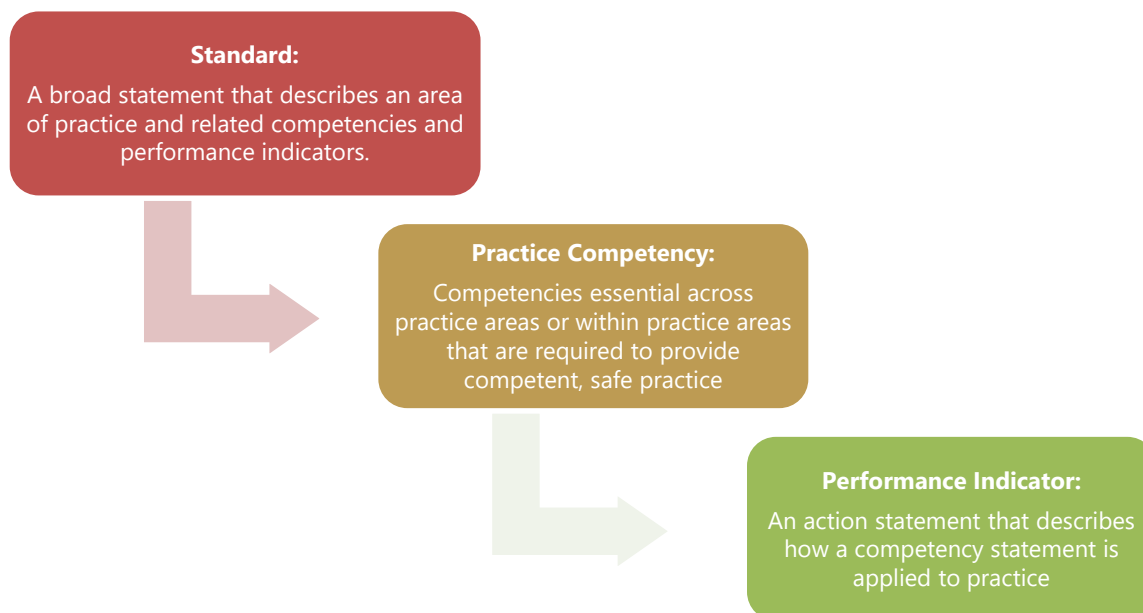 Standard:
A broad statement that describes an area
of practice and related competencies and
performance indicators.
Practice Competency:
Competencies essential across
practice areas or within practice areas
that are required to provide
competent, safe practice
Performance Indicator:
An action statement that describes
how a competency statement is
applied to practice